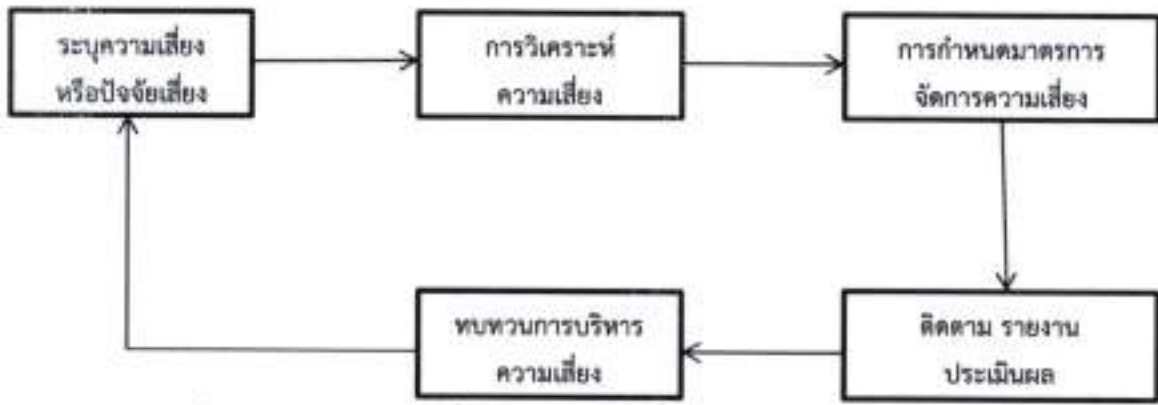 ระบุความเสี่ยง
หรือปัจจัยเสี่ยง
การวิเคราะห์
ความเสี่ยง
การกำหนดมาตรการ
จัดการความเสี่ยง
ติดตาม รายงาน
ประเมินผล
ทบทวนการบริหาร
ความเสี่ยง